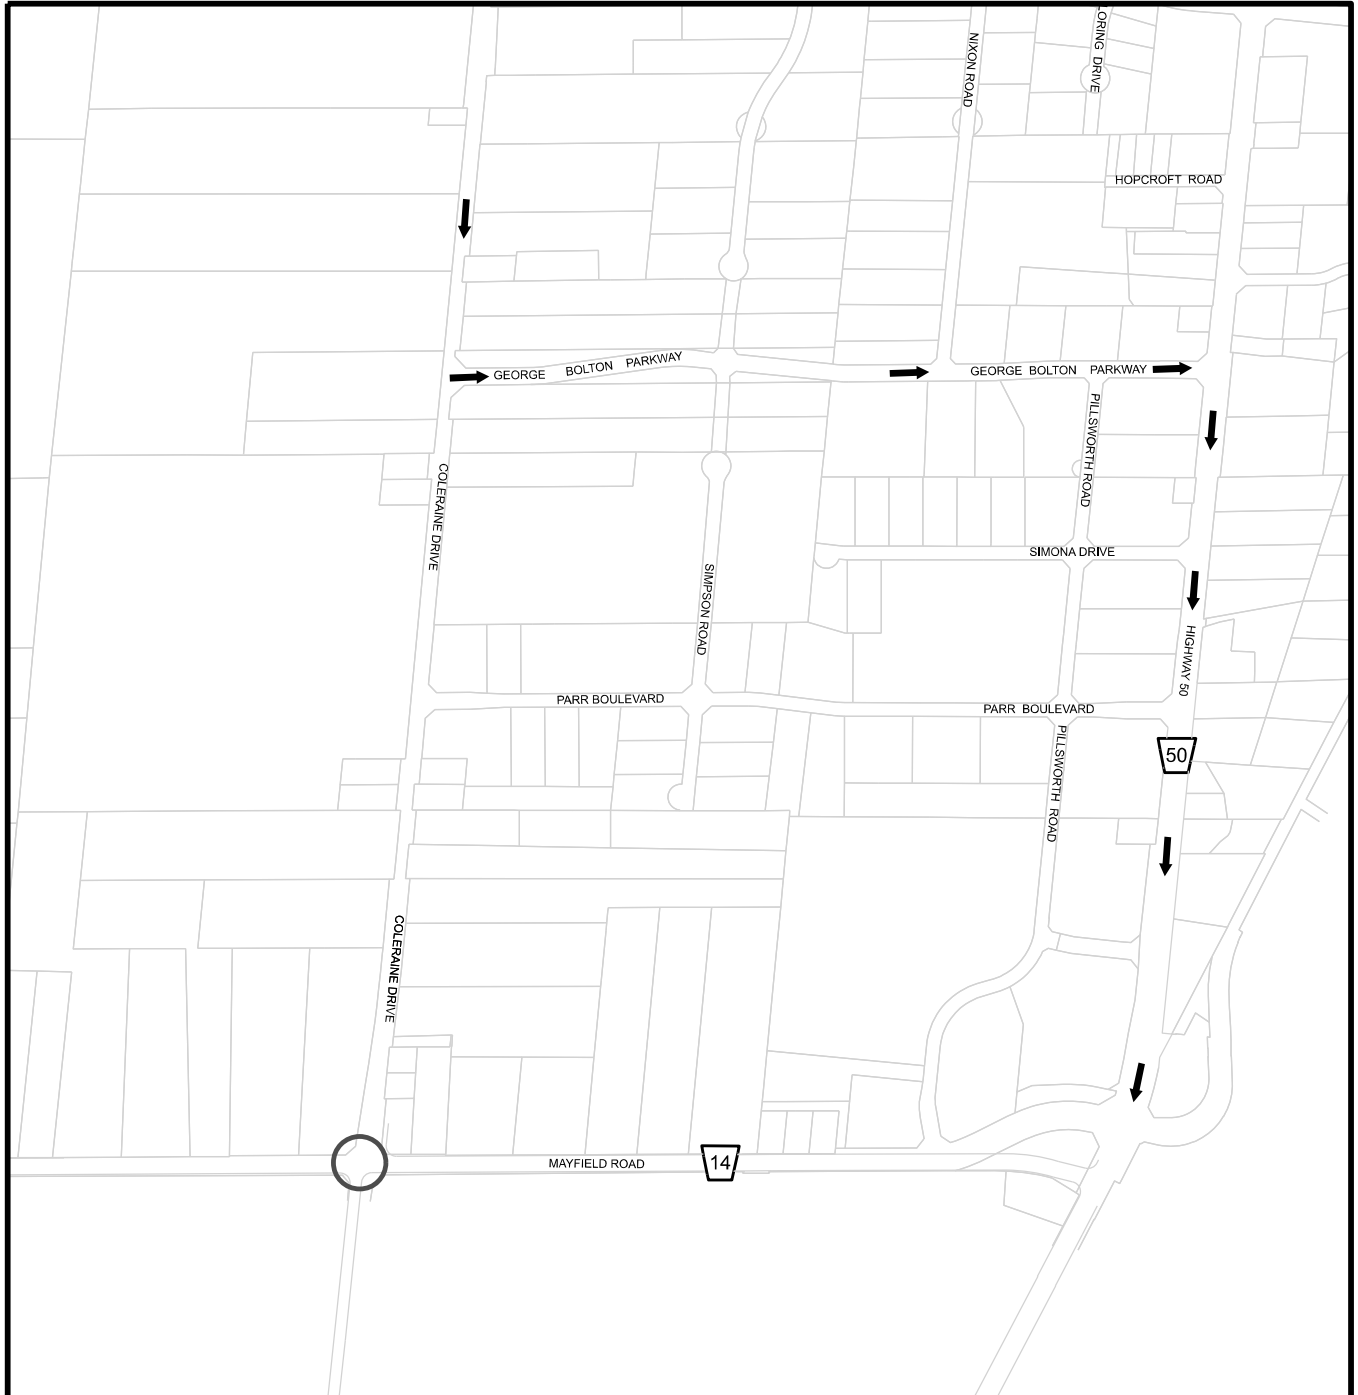 LORING DRIVE
NIXON ROAD
HOPCROFT ROAD
GEORGE BOLTON PARKWAY
GEORGE BOLTON PARKWAY
PILLSWORTH ROAD
COLERAINE DRIVE
SIMONA DRIVE
SIMPSON ROAD
HIGHWAY 50
PARR BOULEVARD
PARR BOULEVARD
50
PILLSWORTH ROAD
COLERAINE DRIVE
MAYFIELD ROAD
14